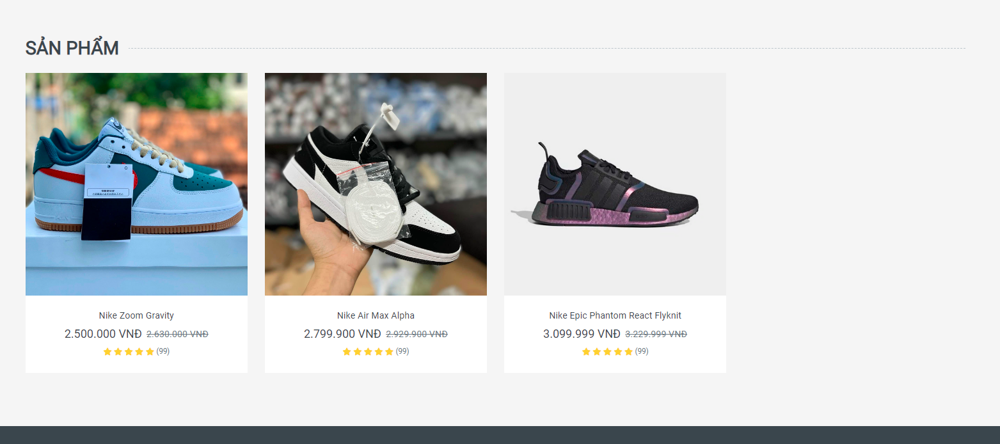 SẢN PHẨM
Nike Zoom Gravity
2.500.000 VNĐ 2.630.000 VNĐ
(99)
Nike Air Max Alpha
2.799.900 VNĐ 2.929.900 VNĐ
(99)
Nike Epic Phantom React Flyknit
3.099.999 VNĐ 3.229.999 VNĐ
(99)